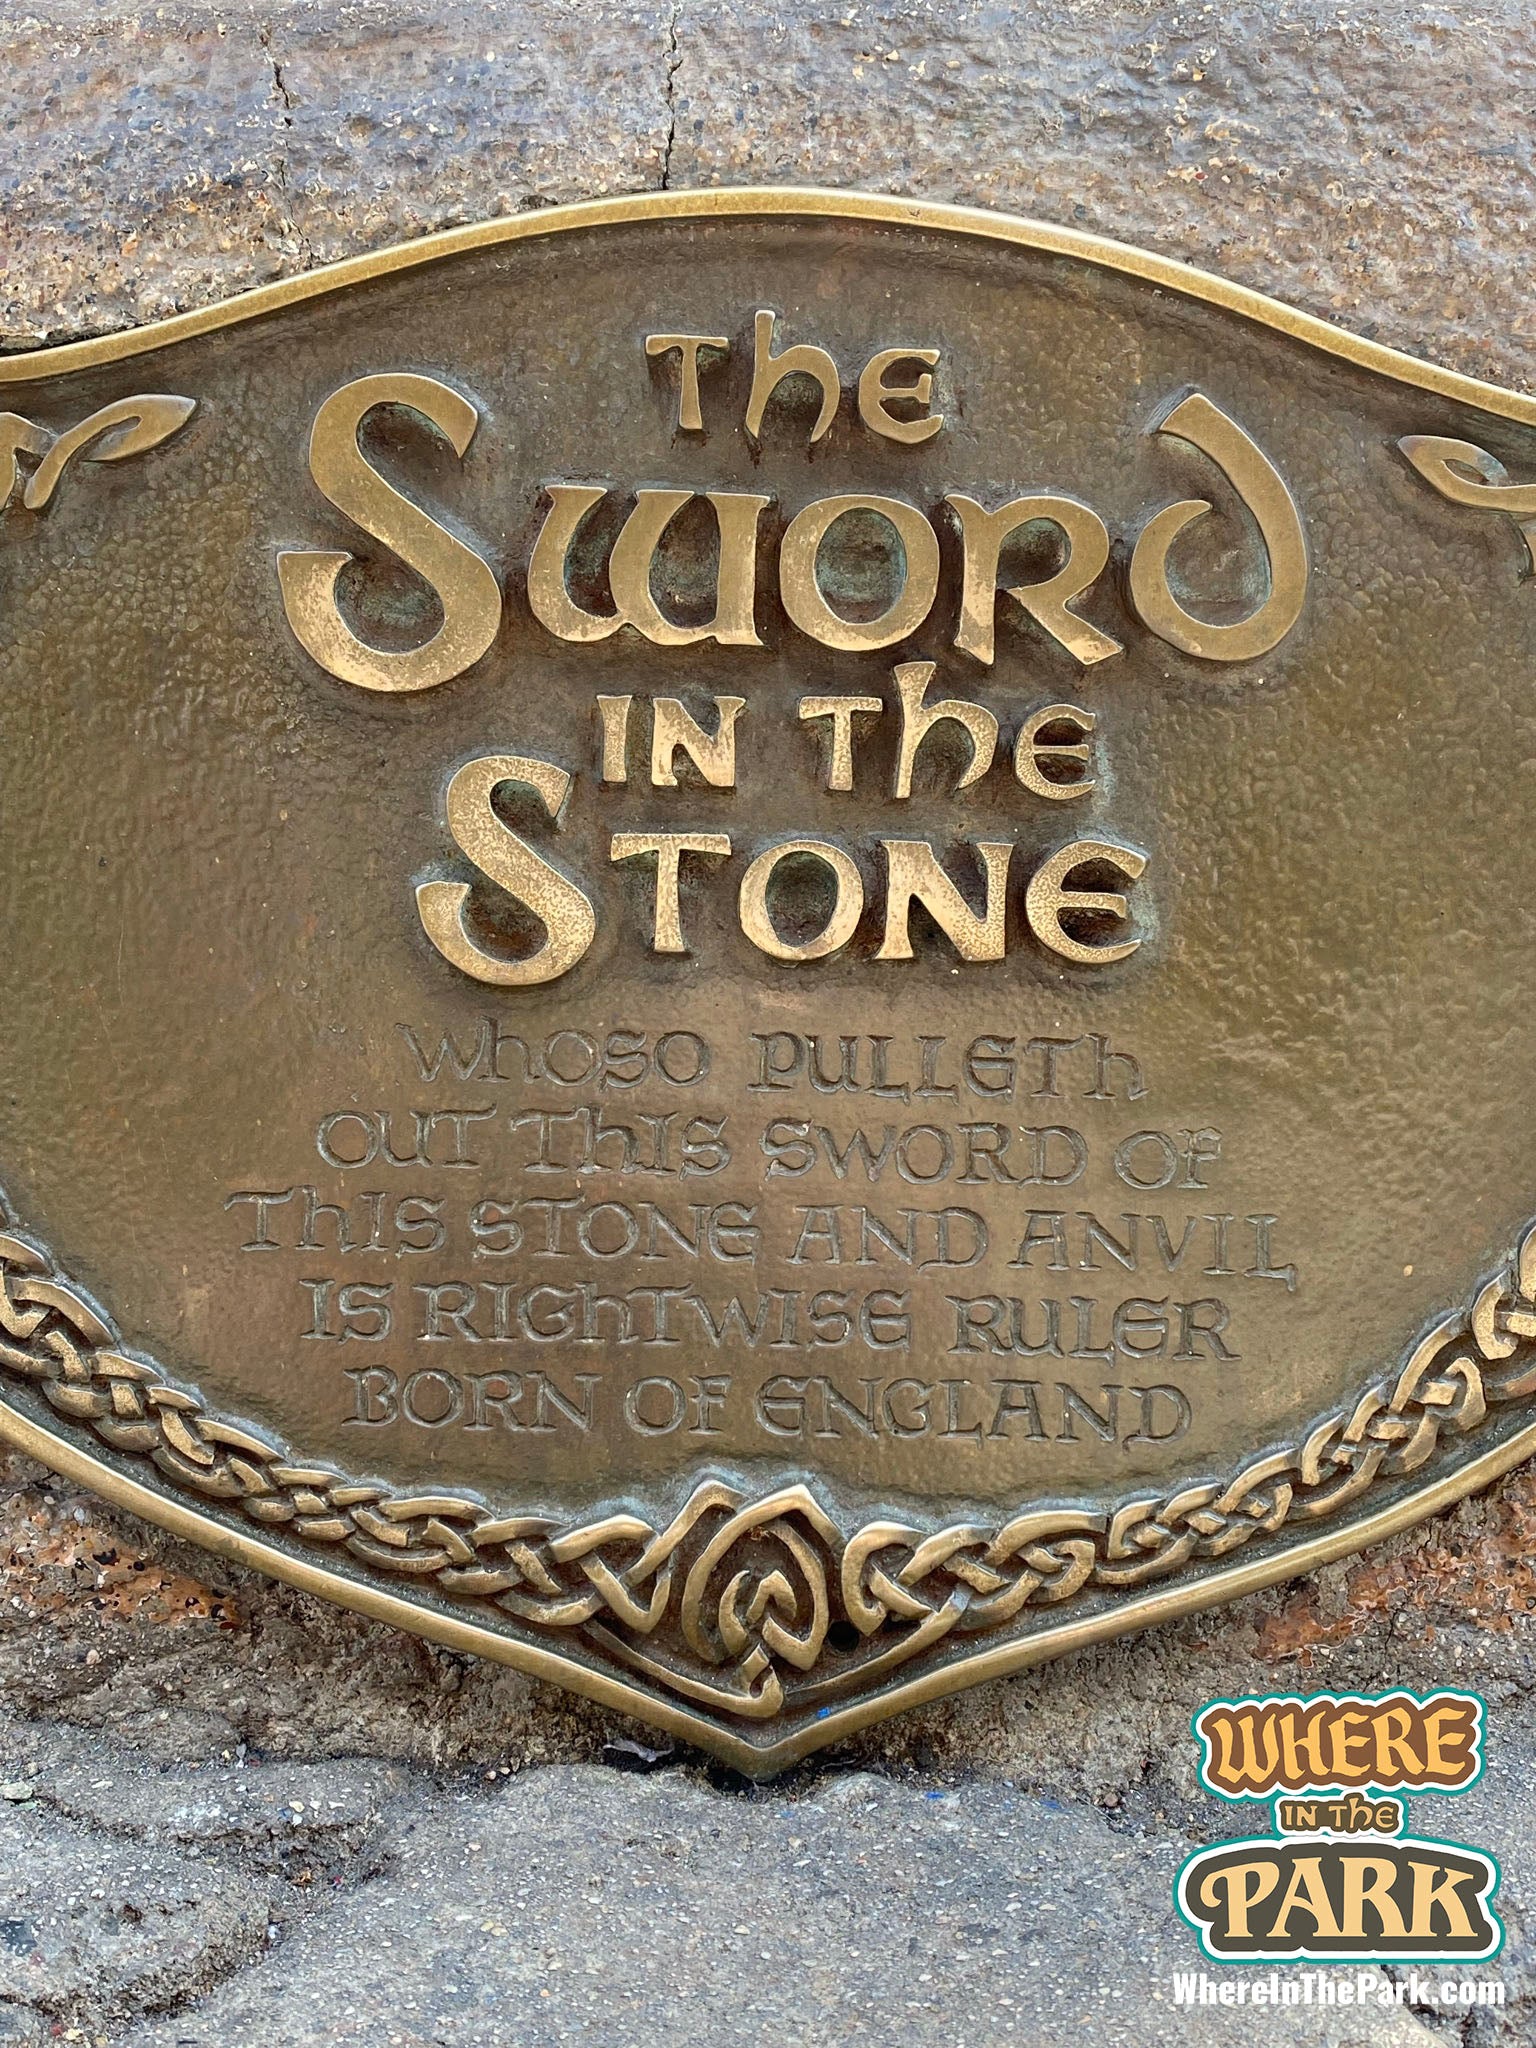 The
Sword
IN The
STONE
Whoso PULLETh
OUT ThIS SWORD OF
ThIS STONE AND ANVIL
IS RIGhTWISE RULER
BORN OF ENGLAND
WHERE
IN The
PARK
WhereInThePark.com